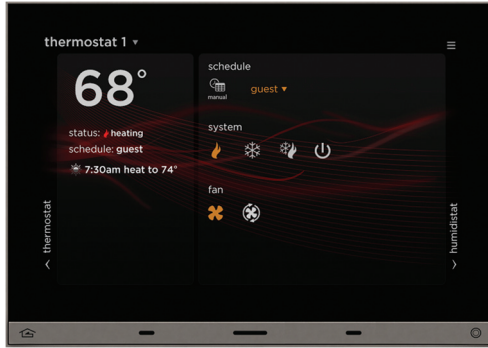 thermostat 1
68°
status: heating
schedule: guest
7:30am heat to 74°
schedule
manual
guest
system
fan
thermostat
humidistat